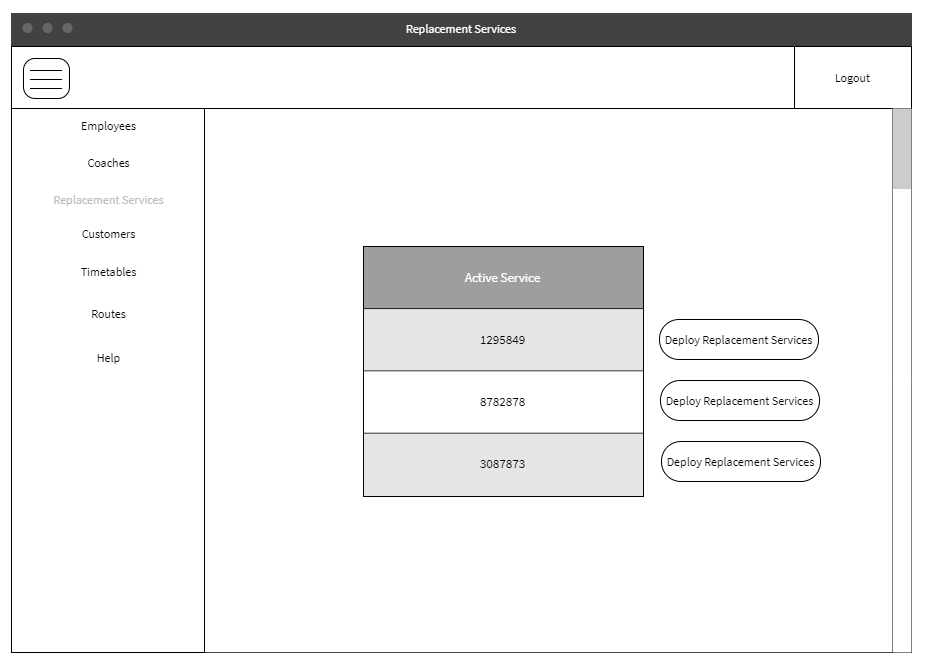 Replacement Services
Logout
Employees
Coaches
Replacement Services
Customers
Timetables
Routes
Help
Active Service
1295849
Deploy Replacement Services
8782878
Deploy Replacement Services
3087873
Deploy Replacement Services